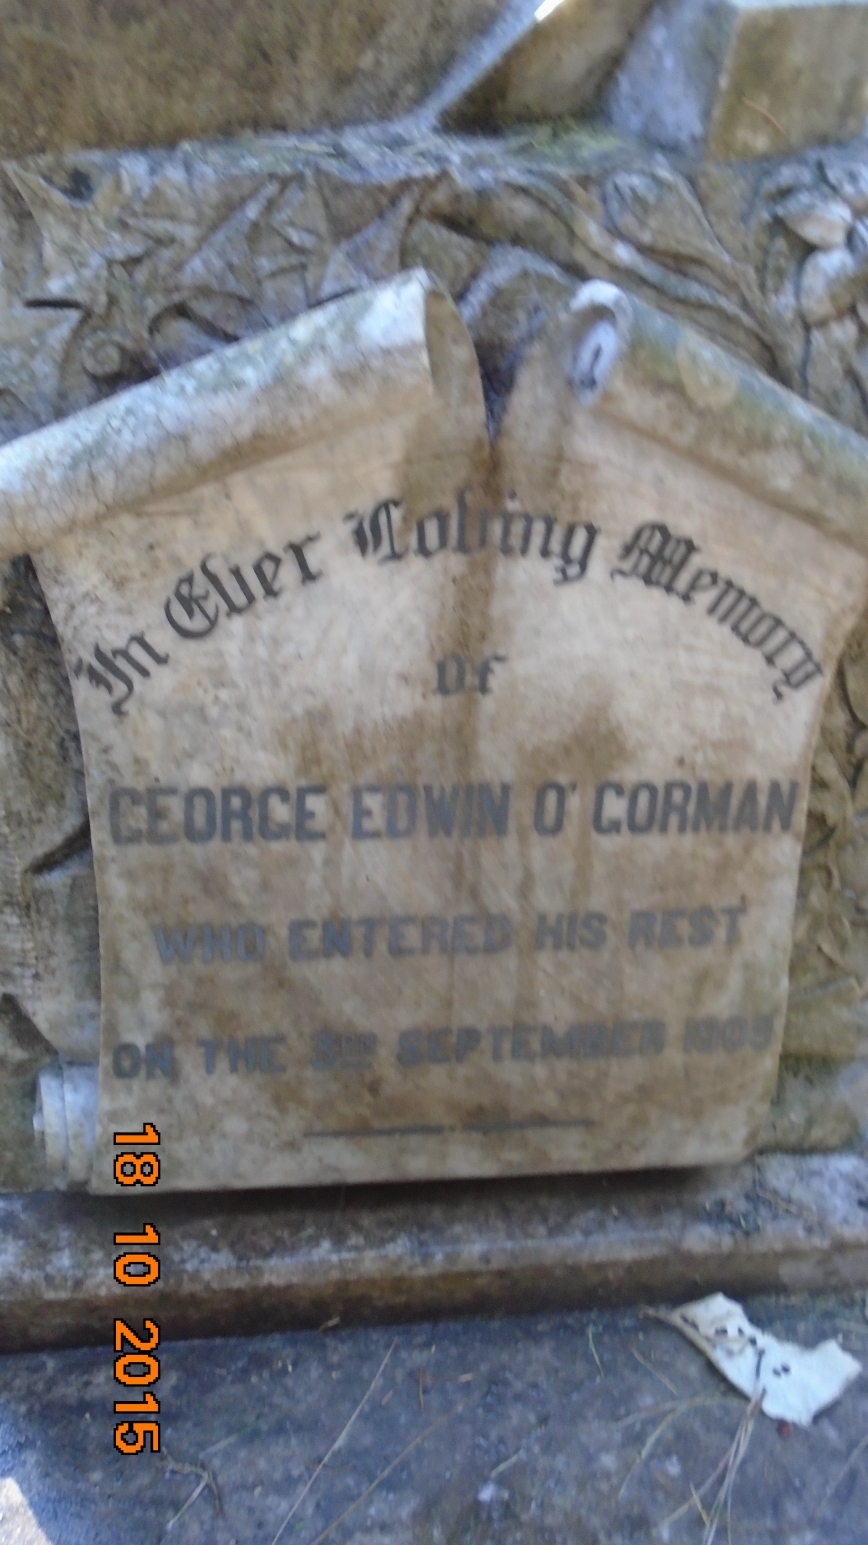 In Ever Loving Memory
of
GEORGE EDWIN O'GORMAN
WHO ENTERED HIS REST
ON THE 3RD SEPTEMBER
18 10 2015